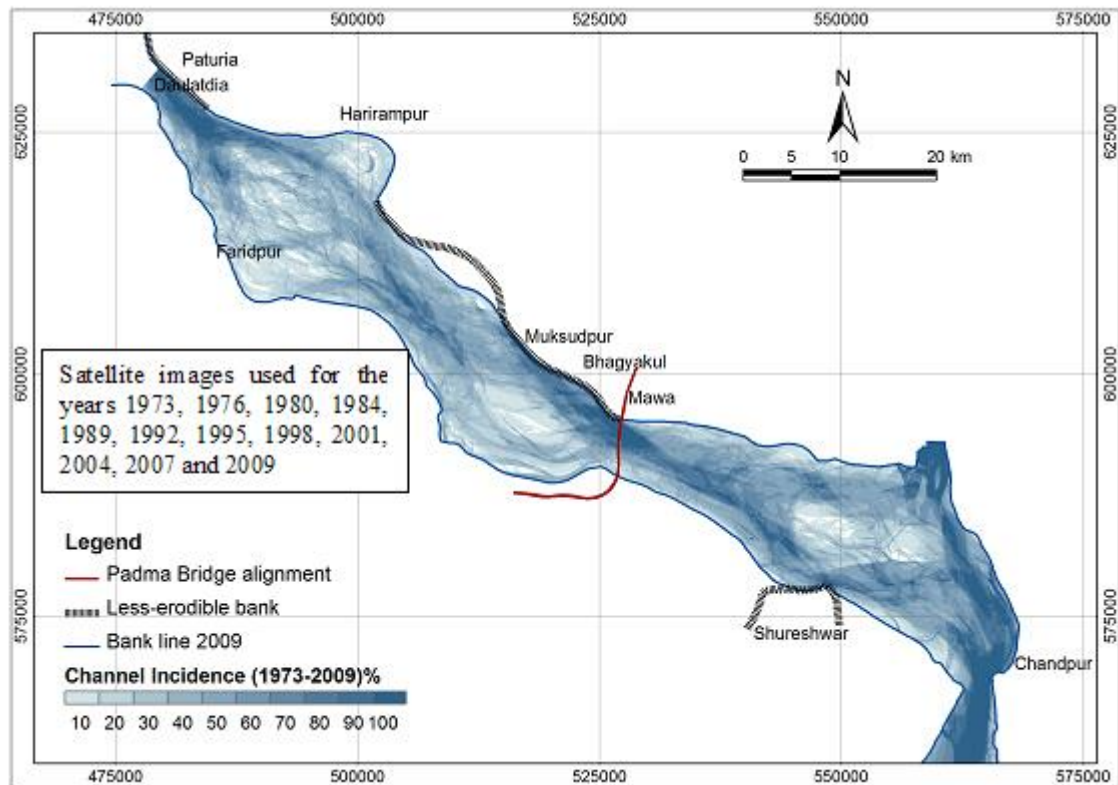 475000 500000 525000 550000 575000
Paturia
Daulatdia
Harirampur
N
625000 625000
0 5 10 20 km
Faridpur
Muksudpur
Bhagyakul
600000 600000
Mawa
Satellite images used for the
years 1973, 1976, 1980, 1984,
1989, 1992, 1995, 1998, 2001,
2004, 2007 and 2009
Legend
Padma Bridge alignment
Less-erodible bank
Bank line 2009
575000 575000
Shureshwar
Chandpur
Channel Incidence (1973-2009)%
10 20 30 40 50 60 70 80 90 100
475000 500000 525000 550000 575000